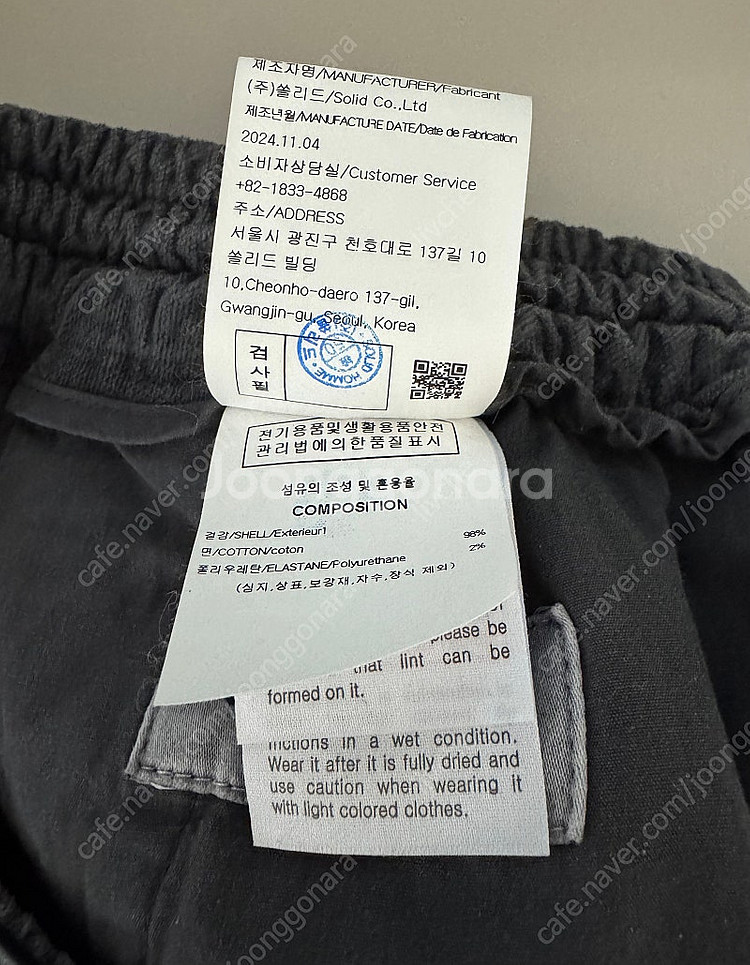 제조자명/MANUFACTURER/Fabricant
(주)쏠리드/Solid Co.,Ltd
제조년월/MANUFACTURE DATE/Date de Fabrication
2024.11.04
소비자상담실/Customer Service
+82-1833-4868
주소/ADDRESS
서울시 광진구 천호대로 137길 10
쏠리드 빌딩
10,Cheonho-daero 137-gil,
Gwangjin-gu, Seoul, Korea
검사필
SOLID HOMME
전기용품및생활용품안전
관리법에의한품질표시
Joonggonara
섬유의 조성 및 혼용율
COMPOSITION
겉감/SHELL/Exterieur1
면/COTTON/coton 98%
폴리우레탄/ELASTANE/Polyurethane 2%
(심지,상표,보강재,자수,장식 제외)
please be
that lint can be
formed on it.
in a wet condition.
Wear it after it is fully dried and
use caution when wearing it
with light colored clothes.
cafe.naver.com/joonggonara